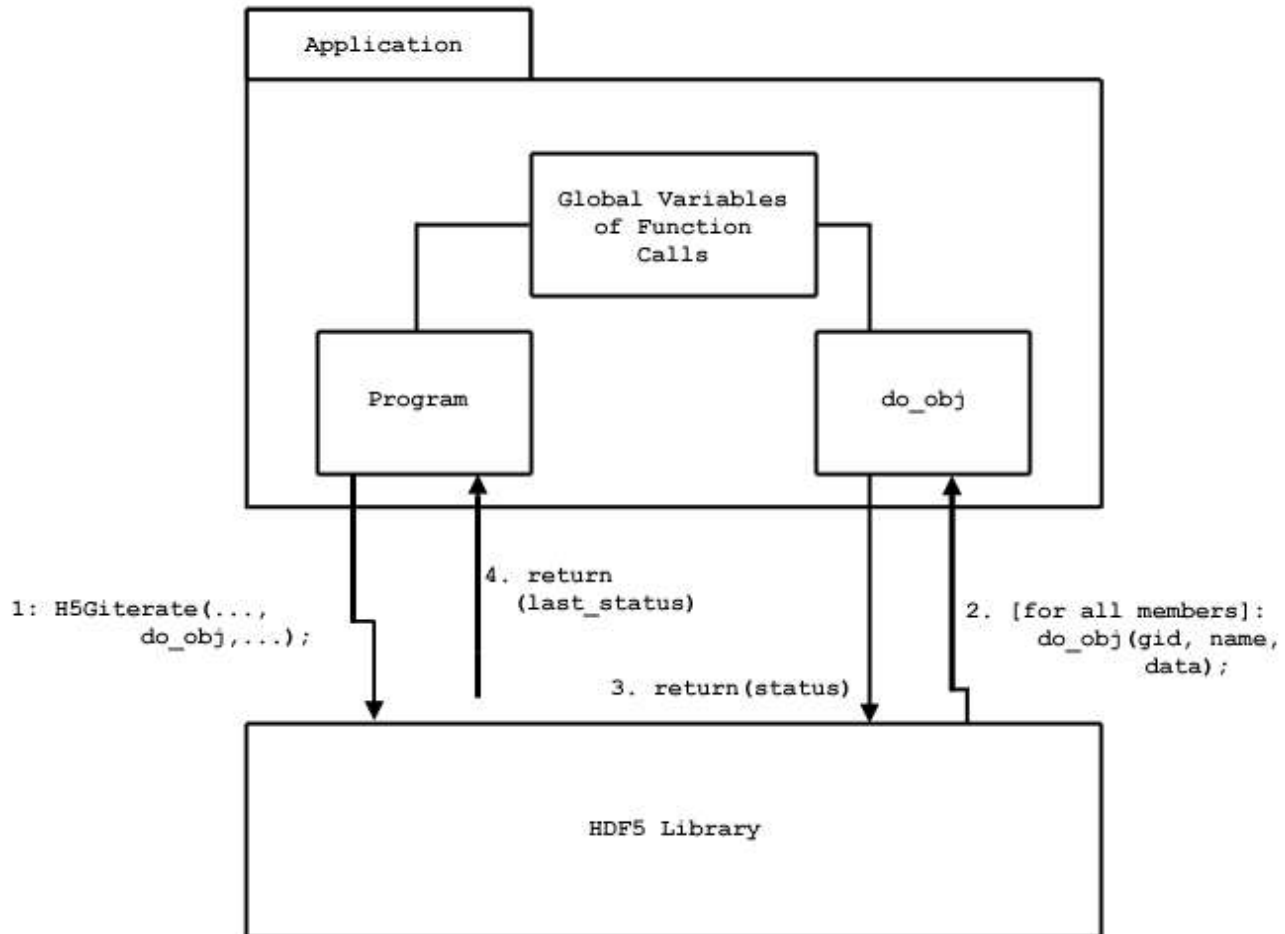 Application
Global Variables
of Function
Calls
Program
do_obj
1: H5Giterate(...,
do_obj,...);
4. return
(last_status)
3. return(status)
2. [for all members]:
do_obj(gid, name,
data);
HDF5 Library